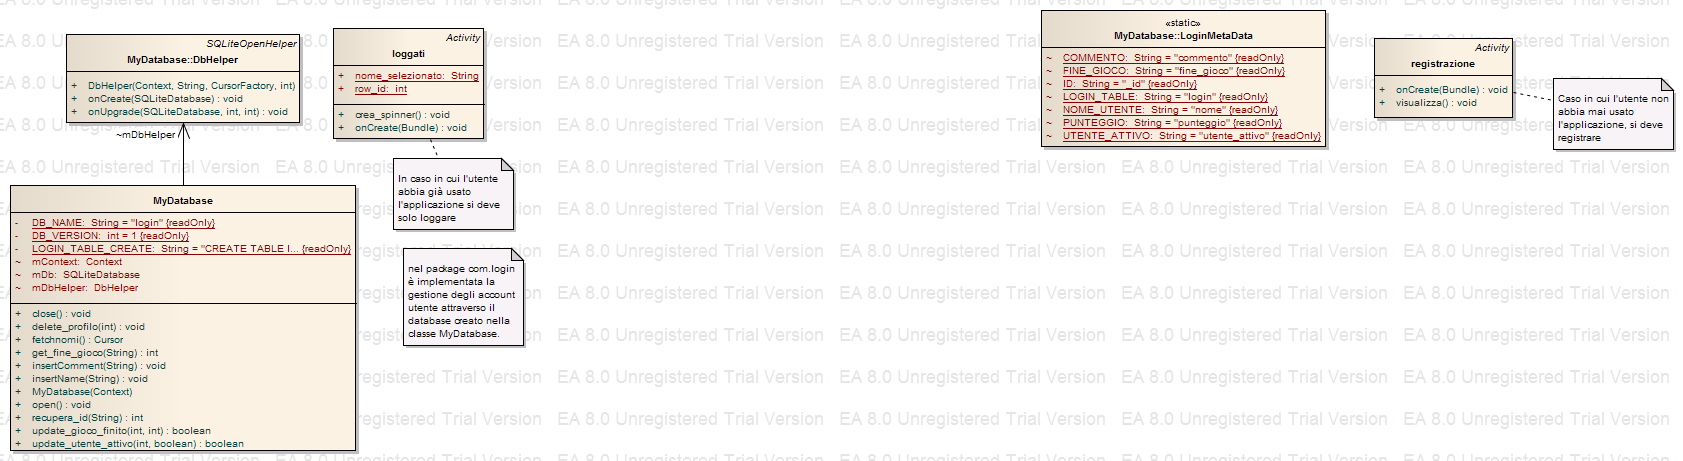 SQLiteOpenHelper
MyDatabase::DbHelper
+ DbHelper(Context, String, CursorFactory, int)
+ onCreate(SQLiteDatabase) : void
+ onUpgrade(SQLiteDatabase, int, int) : void
~mDbHelper
MyDatabase
- DB_NAME: String = "login" {readOnly}
- DB_VERSION: int = 1 {readOnly}
- LOGIN_TABLE_CREATE: String = "CREATE TABLE I... {readOnly}
~ mContext: Context
~ mDb: SQLiteDatabase
~ mDbHelper: DbHelper
+ close() : void
+ delete_profilo(int) : void
+ fetchnomi() : Cursor
+ get_fine_gioco(String) : int
+ insertComment(String) : void
+ insertName(String) : void
+ MyDatabase(Context)
+ open() : void
+ recupera_id(String) : int
+ update_gioco_finito(int, int) : boolean
+ update_utente_attivo(int, boolean) : boolean
Activity
loggati
+ nome_selezionato: String
+ row_id: int
+ crea_spinner() : void
+ onCreate(Bundle) : void
In caso in cui l'utente
abbia già usato
l'applicazione si deve
solo loggare
nel package com.login
è implementata la
gestione degli account
utente attraverso il
database creato nella
classe MyDatabase.
«static»
MyDatabase::LoginMetaData
~ COMMENTO: String = "commento" {readOnly}
~ FINE_GIOCO: String = "fine_gioco" {readOnly}
~ ID: String = "_id" {readOnly}
~ LOGIN_TABLE: String = "login" {readOnly}
~ NOME_UTENTE: String = "nome" {readOnly}
~ PUNTEGGIO: String = "punteggio" {readOnly}
~ UTENTE_ATTIVO: String = "utente_attivo" {readOnly}
Activity
registrazione
+ onCreate(Bundle) : void
+ visualizza() : void
Caso in cui l'utente non
abbia mai usato
l'applicazione, si deve
registrare
EA 8.0 Unregistered Trial Version